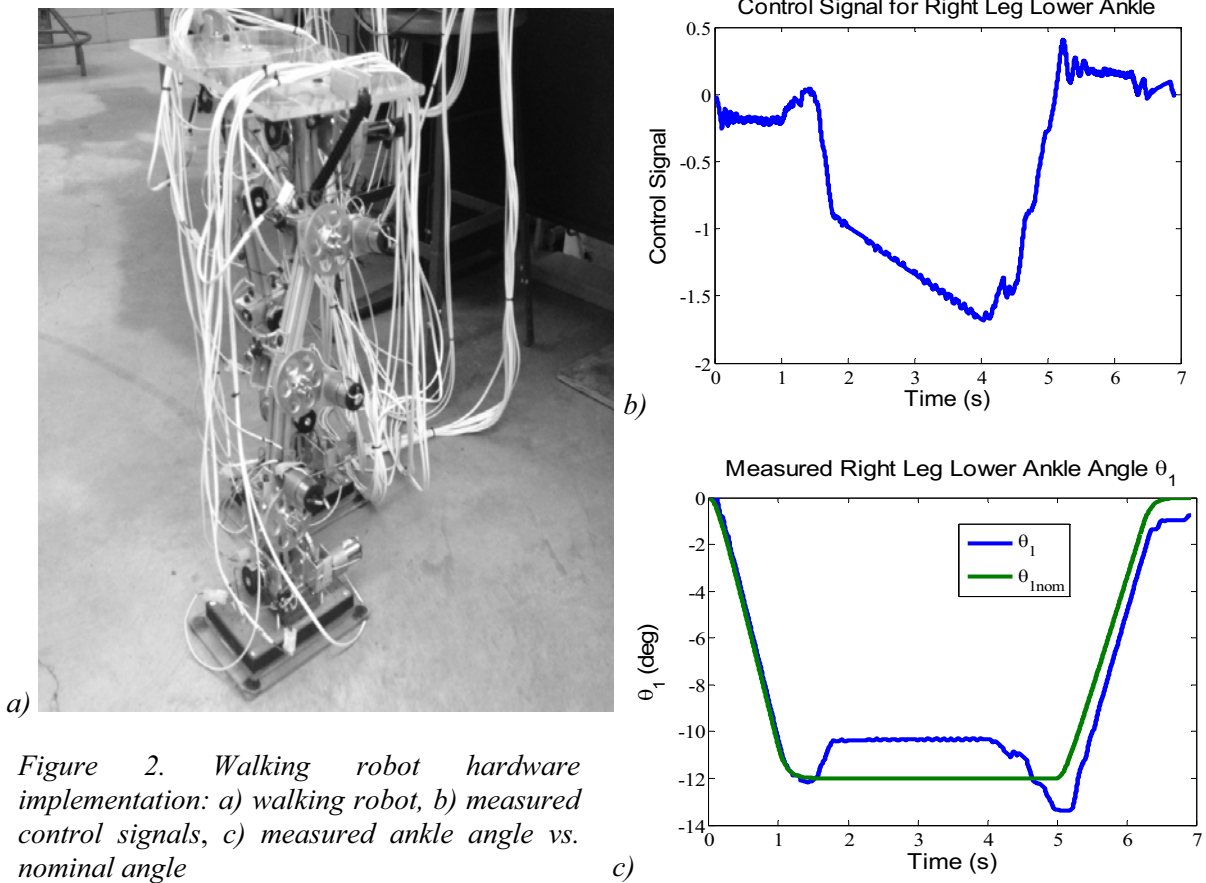 a)
Figure 2. Walking robot hardware
implementation: a) walking robot, b) measured
control signals, c) measured ankle angle vs.
nominal angle
Control Signal for Right Leg Lower Ankle
0.5
0
-0.5
-1
-1.5
-2
Control Signal
0 1 2 3 4 5 6 7
Time (s)
b)
Measured Right Leg Lower Ankle Angle θ1
0
-2
-4
-6
-8
-10
-12
-14
θ1 (deg)
θ1
θ1nom
0 1 2 3 4 5 6 7
Time (s)
c)